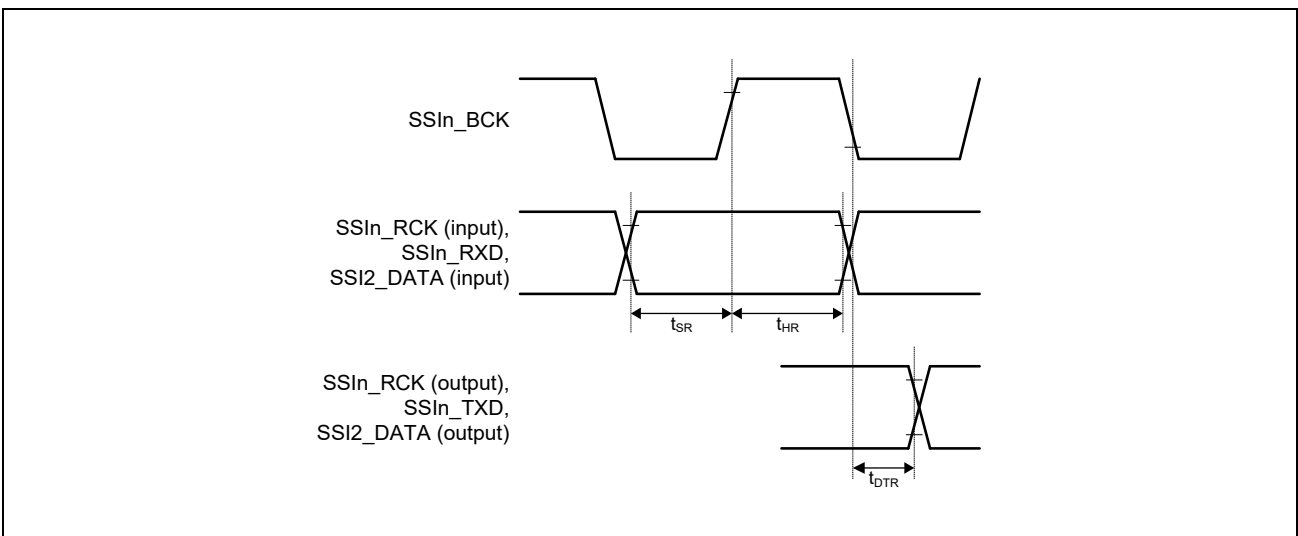 SSIn_BCK
SSIn_RCK (input),
SSIn_RXD,
SSI2_DATA (input)
tSR
tHR
SSIn_RCK (output),
SSIn_TXD,
SSI2_DATA (output)
tDTR